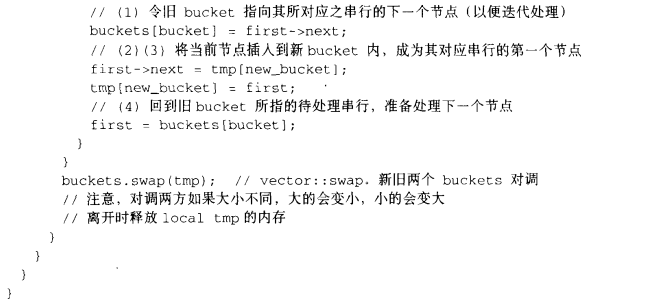 // (1) 令旧 bucket 指向其所对应之串行的下一个节点（以便迭代处理）
buckets[bucket] = first->next;
// (2)(3) 将当前节点插入到新 bucket 内，成为其对应串行的第一个节点
first->next = tmp[new_bucket];
tmp[new_bucket] = first;
// (4) 回到旧 bucket 所指的待处理串行，准备处理下一个节点
first = buckets[bucket];
}
}
buckets.swap(tmp); // vector::swap。新旧两个 buckets 对调
// 注意，对调两方如果大小不同，大的会变小，小的会变大
// 离开时释放 local tmp 的内存
}
}
}
}